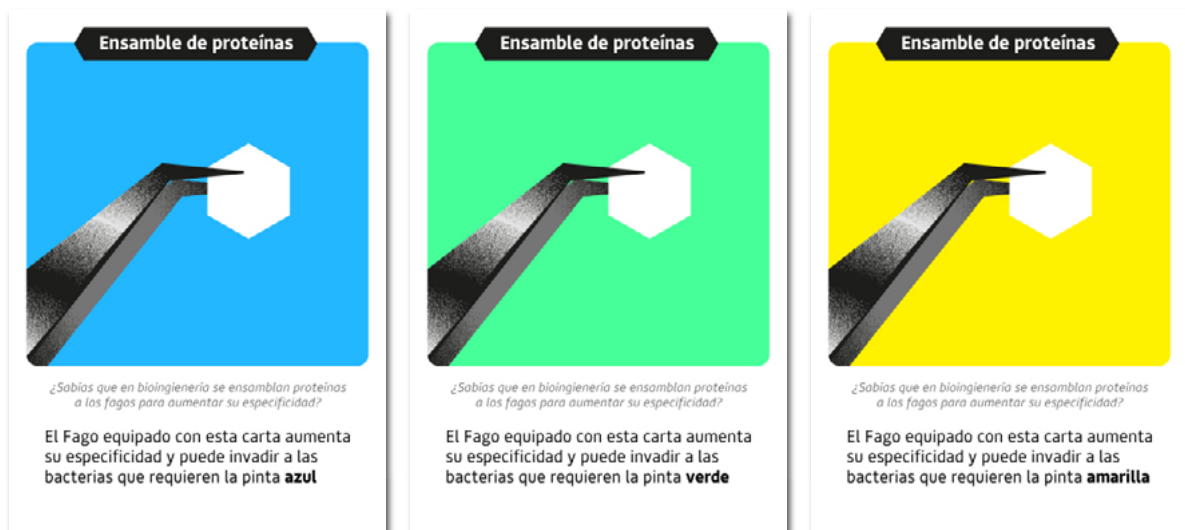 Ensamble de proteínas
¿Sabías que en bioingienería se ensamblan proteínas
a los fagos para aumentar su especificidad?
El Fago equipado con esta carta aumenta
su especificidad y puede invadir a las
bacterias que requieren la pinta azul
Ensamble de proteínas
¿Sabías que en bioingienería se ensamblan proteínas
a los fagos para aumentar su especificidad?
El Fago equipado con esta carta aumenta
su especificidad y puede invadir a las
bacterias que requieren la pinta verde
Ensamble de proteínas
¿Sabías que en bioingienería se ensamblan proteínas
a los fagos para aumentar su especificidad?
El Fago equipado con esta carta aumenta
su especificidad y puede invadir a las
bacterias que requieren la pinta amarilla